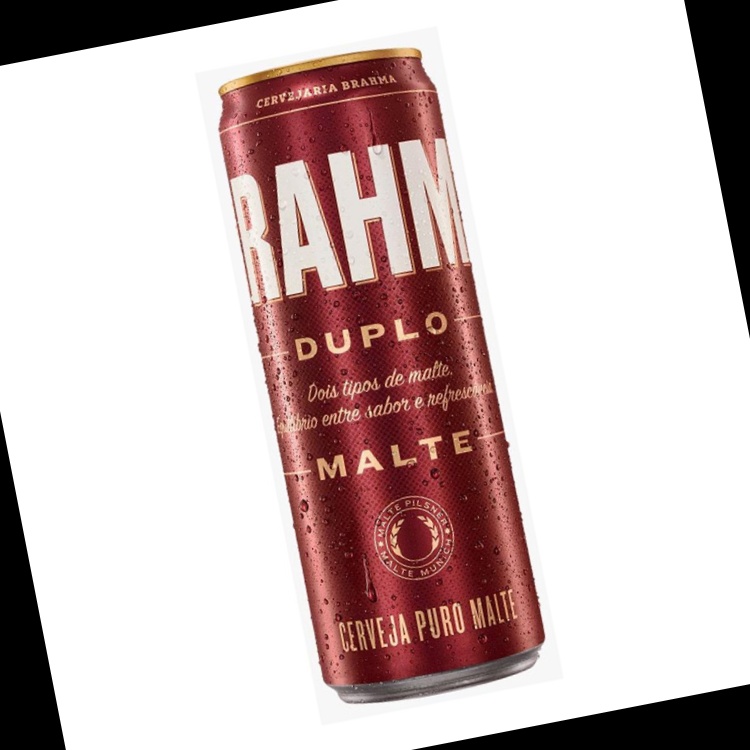 CERVEJARIA BRAHMA
RAHM
DUPLO
Dois tipos de malte.
entre sabor e
MALTE
MALTE PILSNER
MALTE MUNICH
CERVEJA PURO MALTE